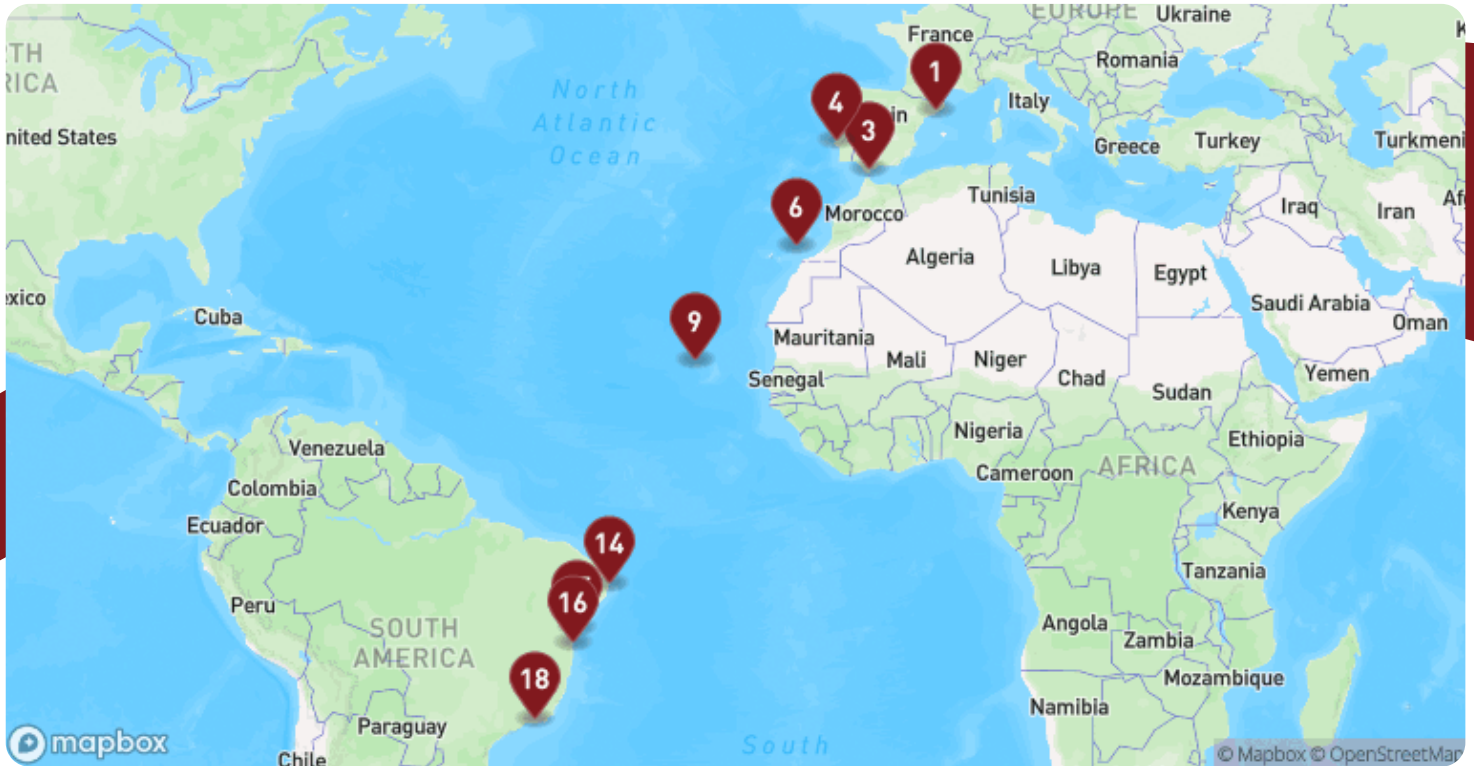 EUROPE
Ukraine
France
TH
RICA
Romania
1
North
Atlantic
Ocean
4
in
3
Italy
nited States
Greece
Turkey
Turkmeni
Tunisia
6
Morocco
Iraq
Iran
Af
Algeria
Libya
Egypt
exico
Cuba
9
Saudi Arabia
Oman
Mauritania
Mali
Niger
Senegal
Chad
Sudan
Yemen
Nigeria
Ethiopia
Venezuela
Colombia
Cameroon
AFRICA
Ecuador
Kenya
14
Tanzania
16
Peru
SOUTH
AMERICA
Angola
Zambia
18
Mozambique
Namibia
Paraguay
mapbox
South
Chile
© Mapbox © OpenStreetMap